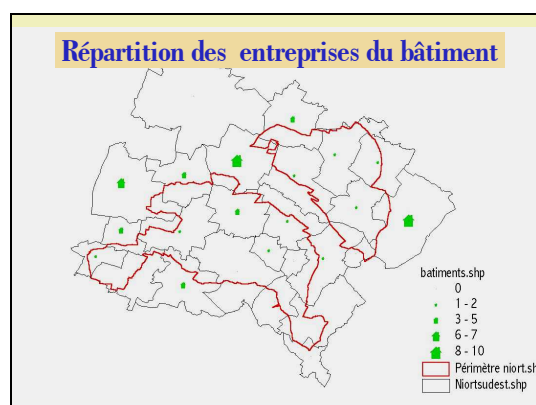 Répartition des entreprises du bâtiment
batiments.shp
0
1 - 2
3 - 5
6 - 7
8 - 10
Périmètre niort.sh
Niortsudest.shp